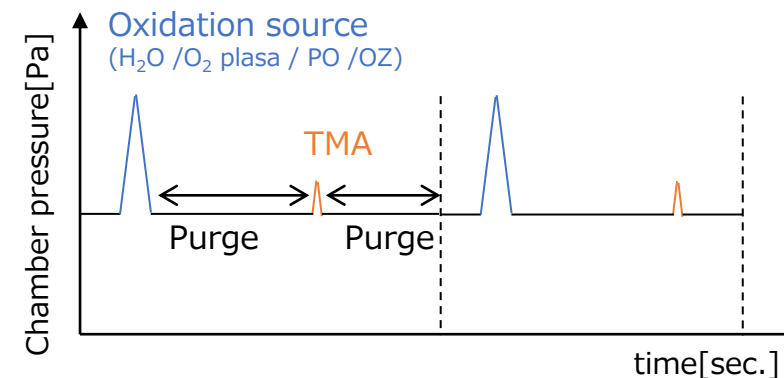 Oxidation source
(H₂O /O₂ plasa / PO /OZ)
Chamber pressure[Pa]
TMA
Purge
Purge
time[sec.]